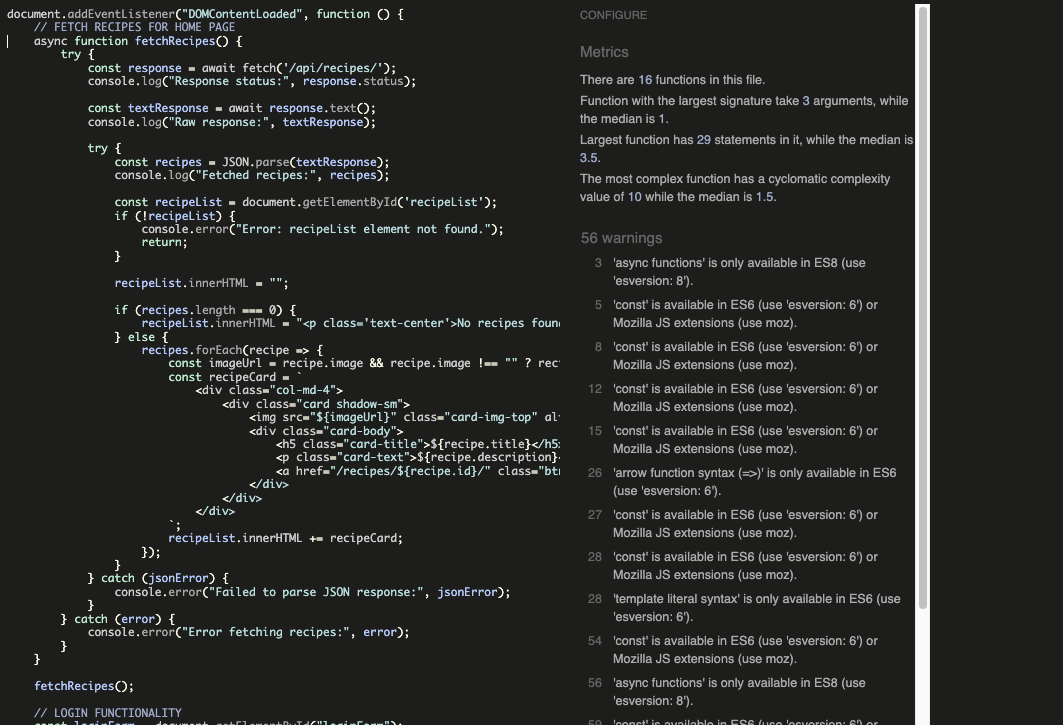 document.addEventListener("DOMContentLoaded", function () {
// FETCH RECIPES FOR HOME PAGE
async function fetchRecipes() {
try {
const response = await fetch('/api/recipes/');
console.log("Response status:", response.status);
const textResponse = await response.text();
console.log("Raw response:", textResponse);
try {
const recipes = JSON.parse(textResponse);
console.log("Fetched recipes:", recipes);
const recipeList = document.getElementById('recipeList');
if (!recipeList) {
console.error("Error: recipeList element not found.");
return;
}
recipeList.innerHTML = "";
if (recipes.length === 0) {
recipeList.innerHTML = "<p class='text-center'>No recipes foun
} else {
recipes.forEach(recipe => {
const imageUrl = recipe.image && recipe.image !== "" ? rec
const recipeCard = `
<div class="col-md-4">
<div class="card shadow-sm">
<img src="${imageUrl}" class="card-img-top" al
<div class="card-body">
<h5 class="card-title">${recipe.title}</h5
<p class="card-text">${recipe.description}
<a href="/recipes/${recipe.id}/" class="bt
</div>
</div>
</div>
`;
recipeList.innerHTML += recipeCard;
});
}
} catch (jsonError) {
console.error("Failed to parse JSON response:", jsonError);
}
} catch (error) {
console.error("Error fetching recipes:", error);
}
}
fetchRecipes();
// LOGIN FUNCTIONALITY
const loginForm = document.getElementById("loginForm");
CONFIGURE
Metrics
There are 16 functions in this file.
Function with the largest signature take 3 arguments, while
the median is 1.
Largest function has 29 statements in it, while the median is
3.5.
The most complex function has a cyclomatic complexity
value of 10 while the median is 1.5.
56 warnings
3 'async functions' is only available in ES8 (use
'esversion: 8').
5 'const' is available in ES6 (use 'esversion: 6') or
Mozilla JS extensions (use moz).
8 'const' is available in ES6 (use 'esversion: 6') or
Mozilla JS extensions (use moz).
12 'const' is available in ES6 (use 'esversion: 6') or
Mozilla JS extensions (use moz).
15 'const' is available in ES6 (use 'esversion: 6') or
Mozilla JS extensions (use moz).
26 'arrow function syntax (=>)' is only available in ES6
(use 'esversion: 6').
27 'const' is available in ES6 (use 'esversion: 6') or
Mozilla JS extensions (use moz).
28 'const' is available in ES6 (use 'esversion: 6') or
Mozilla JS extensions (use moz).
28 'template literal syntax' is only available in ES6 (use
'esversion: 6').
54 'const' is available in ES6 (use 'esversion: 6') or
Mozilla JS extensions (use moz).
56 'async functions' is only available in ES8 (use
'esversion: 8').
59 'const' is available in ES6 (use 'esversion: 6') or